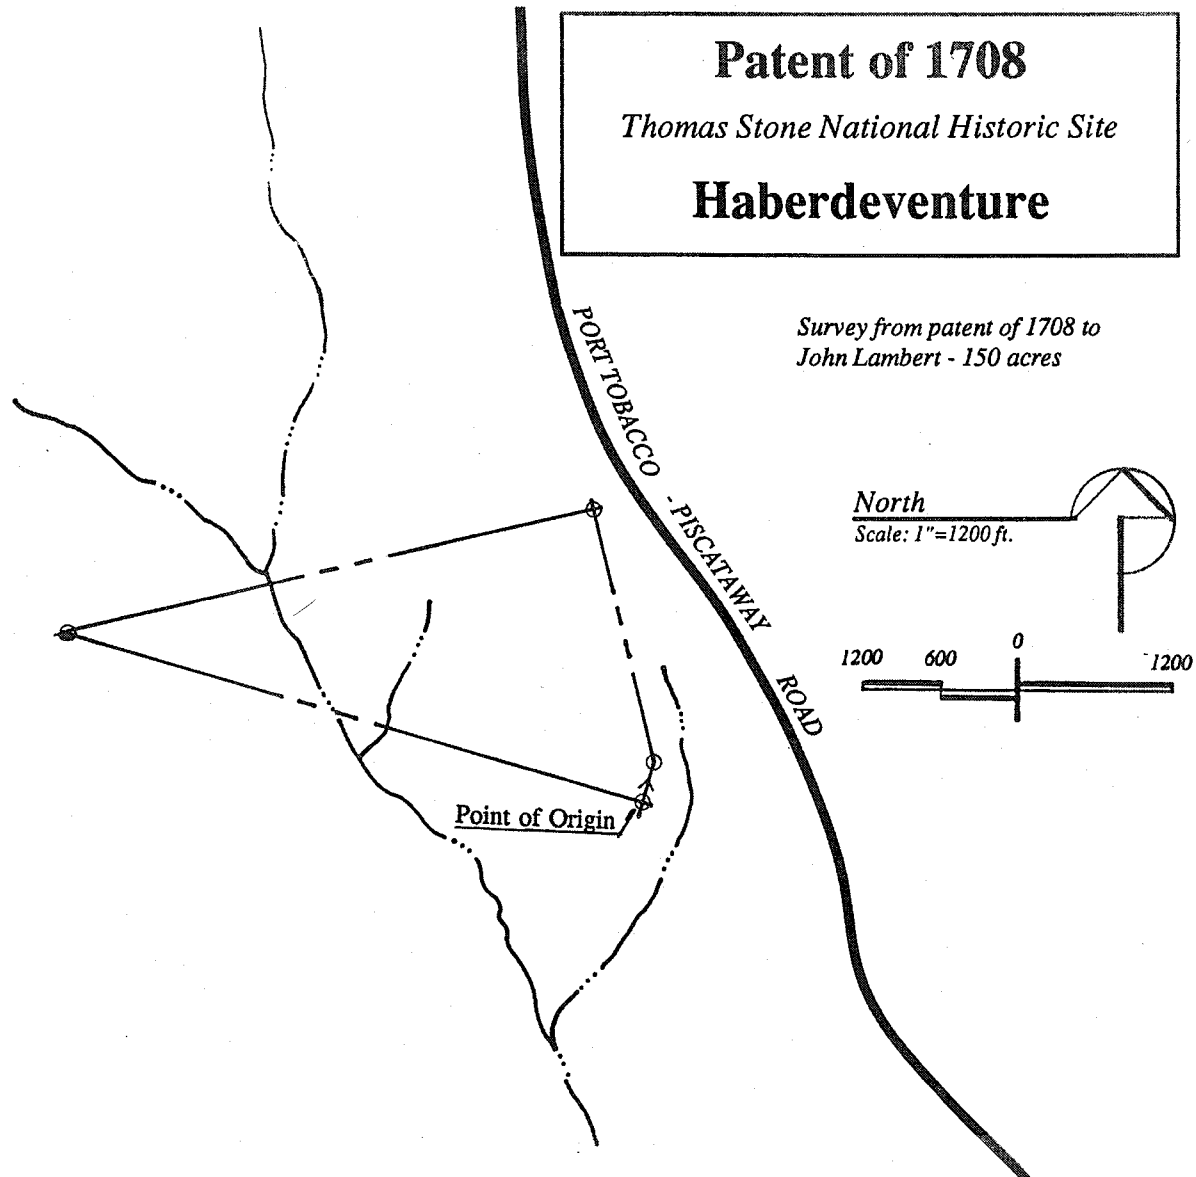 Patent of 1708
Thomas Stone National Historic Site
Haberdeventure
Survey from patent of 1708 to
John Lambert - 150 acres
PORT TOBACCO - PISCATAWAY ROAD
North
Scale: 1"=1200 ft.
1200 600 0 1200
Point of Origin